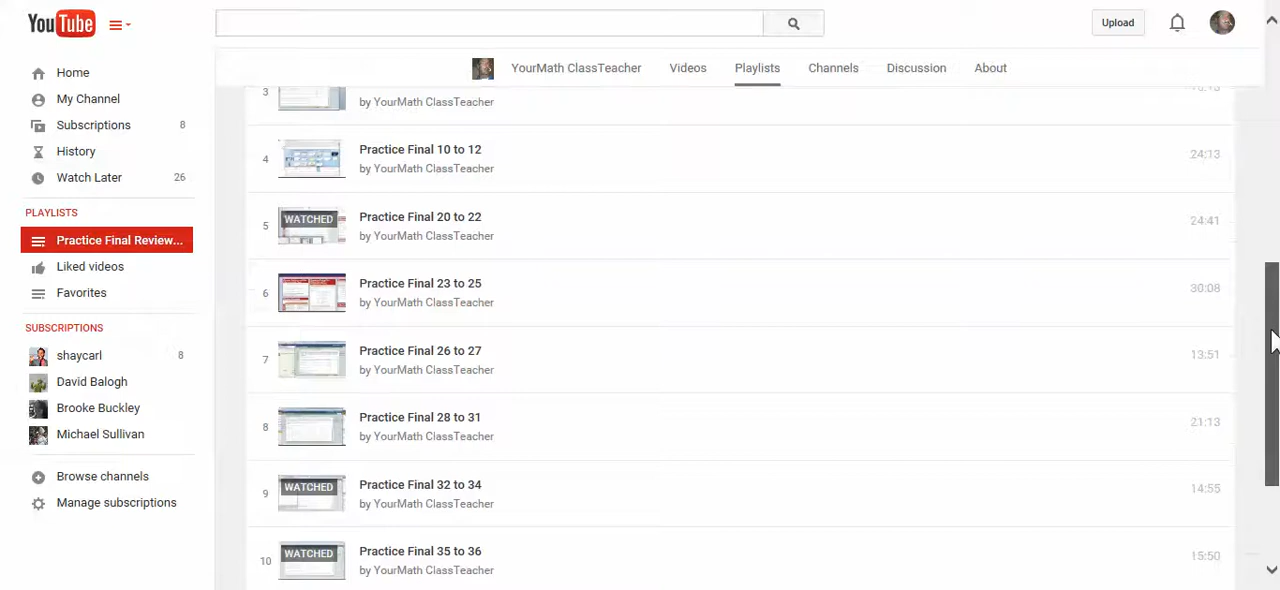 YouTube
Upload
Home
My Channel
Subscriptions 8
History
Watch Later 26
PLAYLISTS
Practice Final Review...
Liked videos
Favorites
SUBSCRIPTIONS
shaycarl 8
David Balogh
Brooke Buckley
Michael Sullivan
Browse channels
Manage subscriptions
YourMath ClassTeacher Videos Playlists Channels Discussion About
3
by YourMath ClassTeacher
4 Practice Final 10 to 12 24:13
by YourMath ClassTeacher
5 WATCHED Practice Final 20 to 22 24:41
by YourMath ClassTeacher
6 Practice Final 23 to 25 30:08
by YourMath ClassTeacher
7 Practice Final 26 to 27 13:51
by YourMath ClassTeacher
8 Practice Final 28 to 31 21:13
by YourMath ClassTeacher
9 WATCHED Practice Final 32 to 34 14:55
by YourMath ClassTeacher
10 WATCHED Practice Final 35 to 36 15:50
by YourMath ClassTeacher